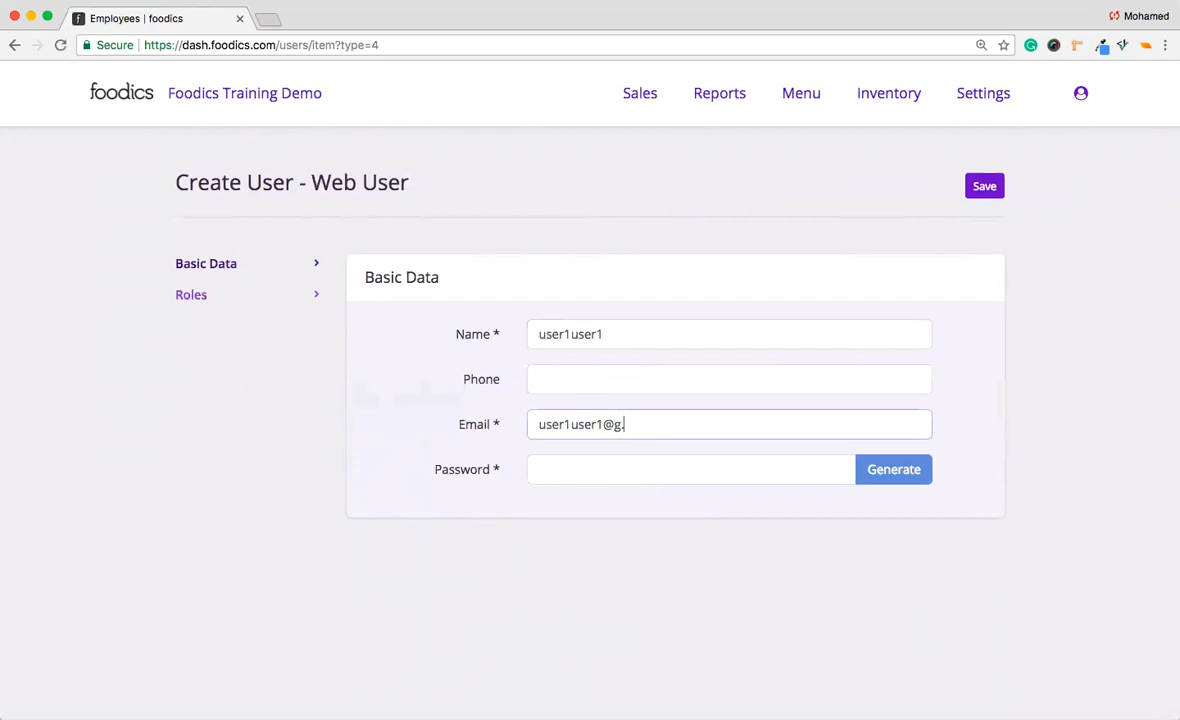 Employees | foodics
Mohamed
Secure https://dash.foodics.com/users/item?type=4
foodics Foodics Training Demo Sales Reports Menu Inventory Settings
Create User - Web User Save
Basic Data
Roles
Basic Data
Name * user1user1
Phone
Email * user1user1@g.
Password * Generate